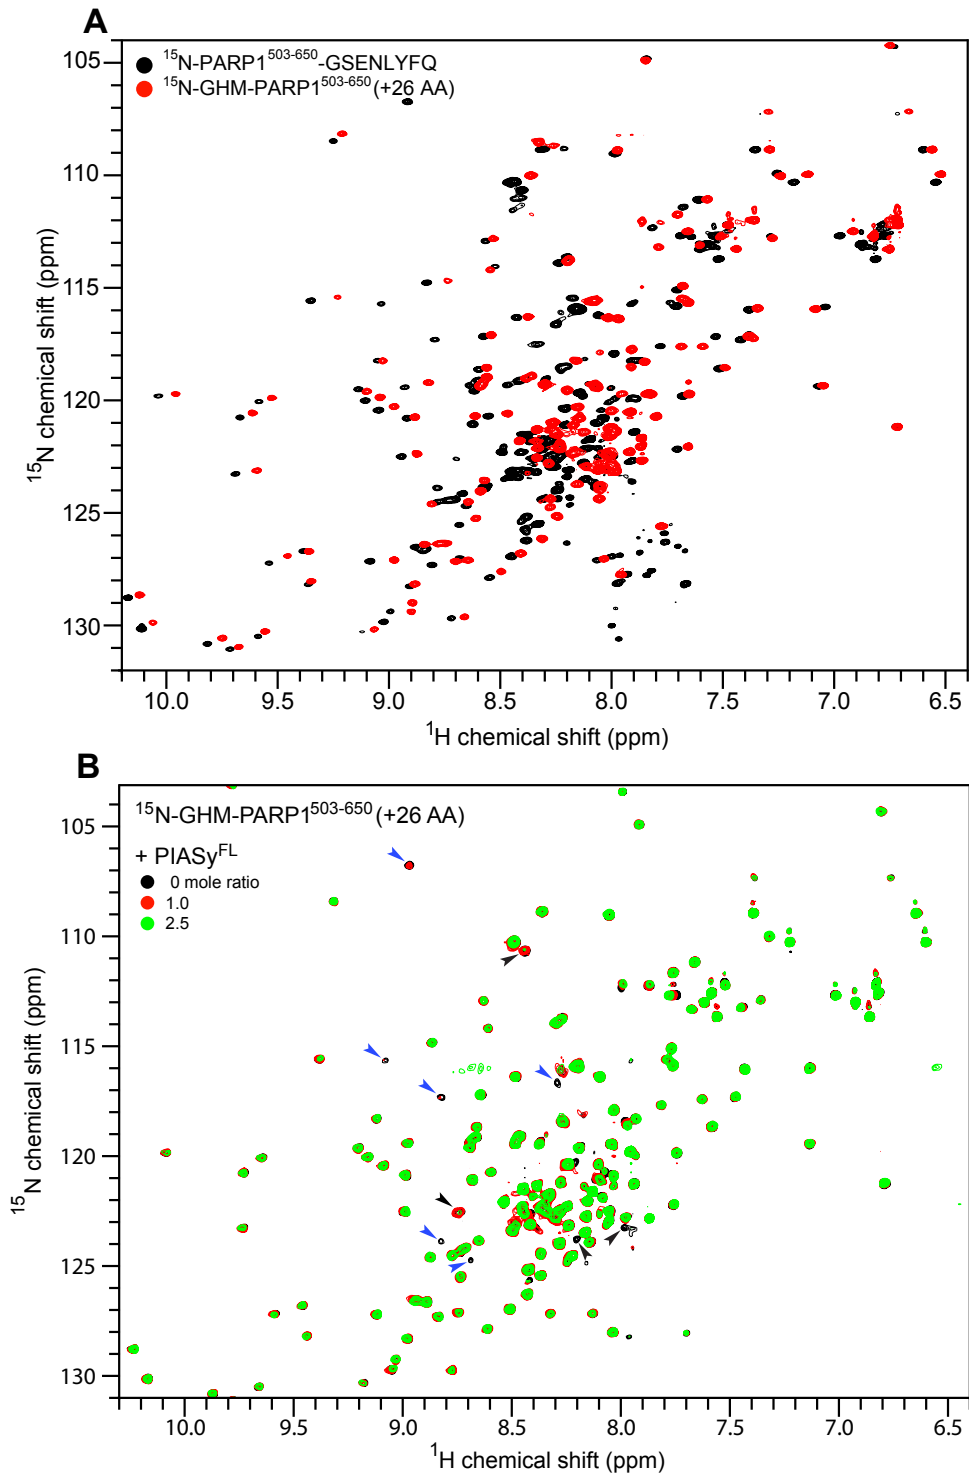 A
15N-PARP1503-650-GSENLYFQ
15N-GHM-PARP1503-650 (+26 AA)
105
110
115
120
125
130
15N chemical shift (ppm)
10.0 9.5 9.0 8.5 8.0 7.5 7.0 6.5
1H chemical shift (ppm)
B
15N-GHM-PARP1503-650 (+26 AA)
+ PIASyFL
0 mole ratio
1.0
2.5
105
110
115
120
125
130
15N chemical shift (ppm)
10.0 9.5 9.0 8.5 8.0 7.5 7.0 6.5
1H chemical shift (ppm)